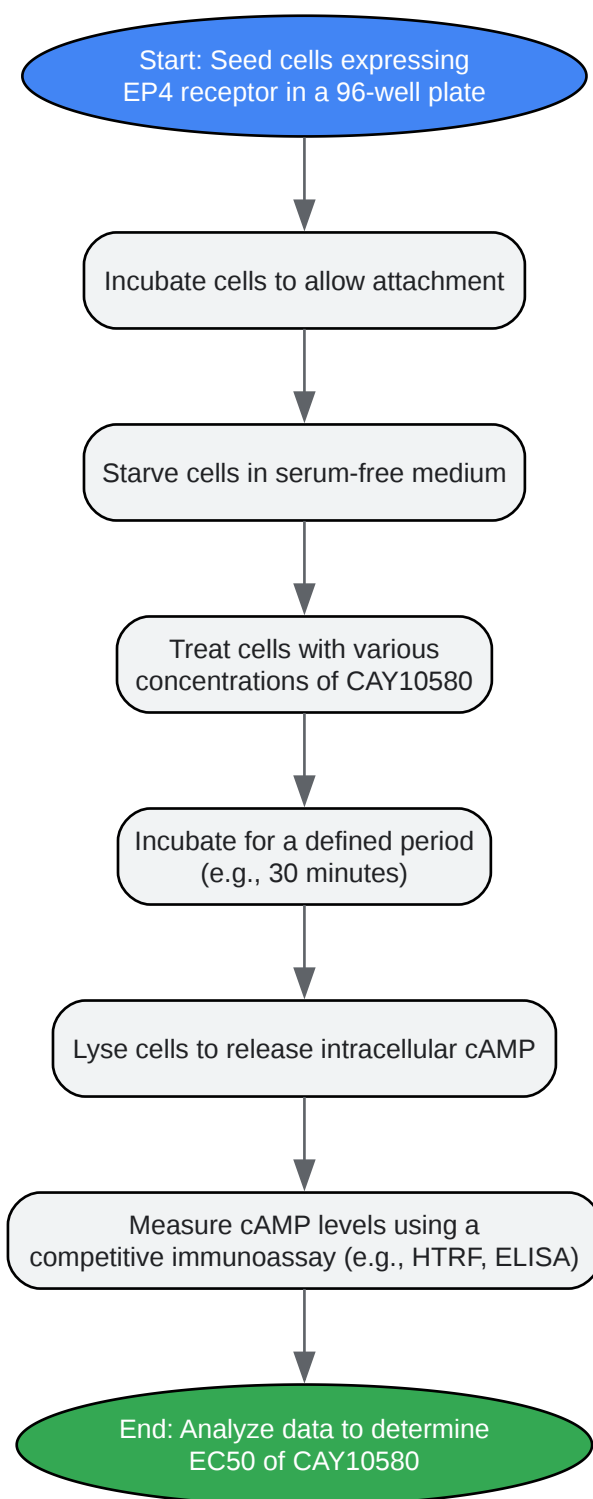 Start: Seed cells expressing
EP4 receptor in a 96-well plate
Incubate cells to allow attachment
Starve cells in serum-free medium
Treat cells with various
concentrations of CAY10580
Incubate for a defined period
(e.g., 30 minutes)
Lyse cells to release intracellular cAMP
Measure cAMP levels using a
competitive immunoassay (e.g., HTRF, ELISA)
End: Analyze data to determine
EC50 of CAY10580